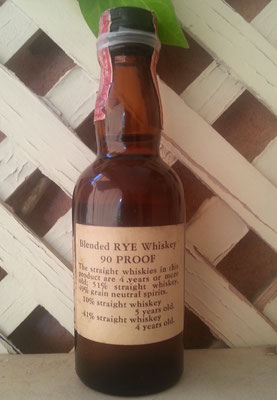 Blended RYE Whiskey
90 PROOF
The straight whiskies in this
product are 4 years or more
old; 51% straight whiskey,
49% grain neutral spirits.
10% straight whiskey
5 years old.
41% straight whiskey
4 years old.